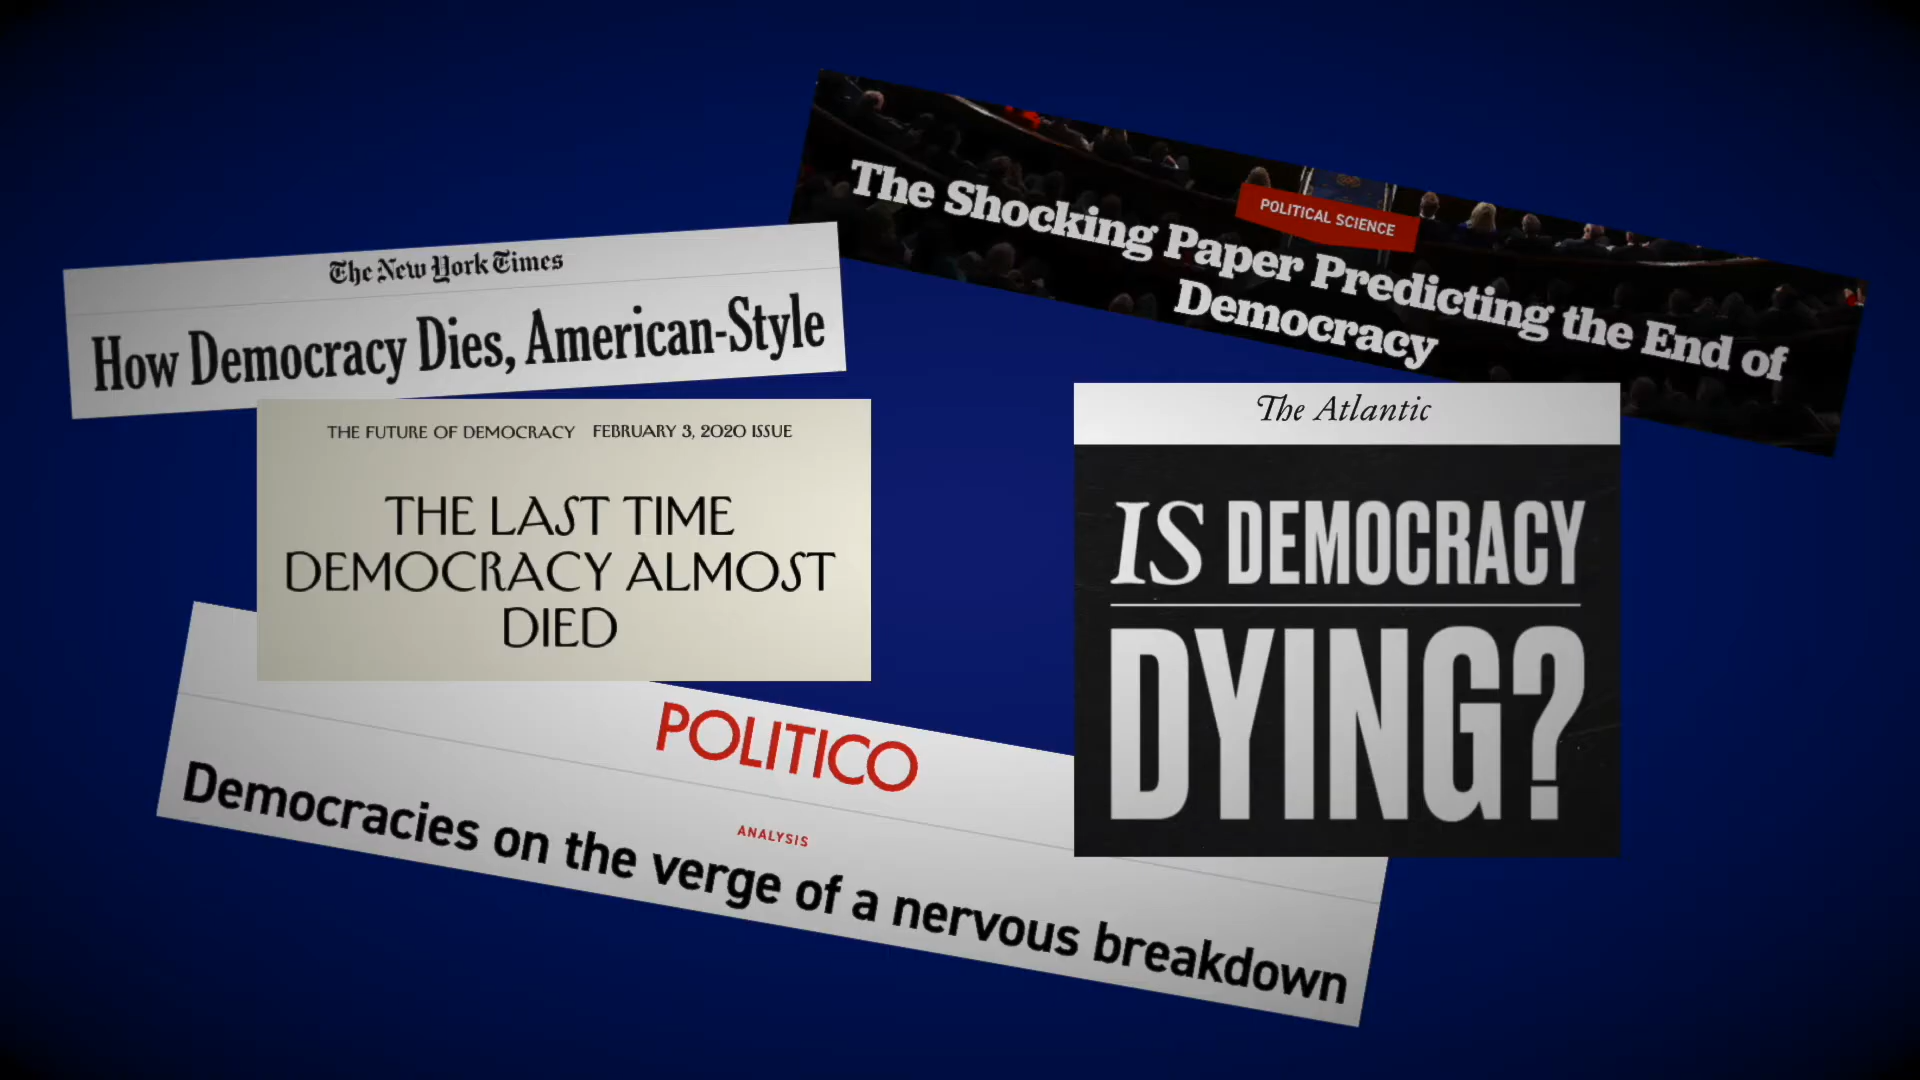 POLITICAL SCIENCE
The Shocking Paper Predicting the End of
Democracy
The New York Times
How Democracy Dies, American-Style
THE FUTURE OF DEMOCRACY FEBRUARY 3, 2020 ISSUE
THE LAST TIME
DEMOCRACY ALMOST
DIED
The Atlantic
IS DEMOCRACY
DYING?
POLITICO
ANALYSIS
Democracies on the verge of a nervous breakdown